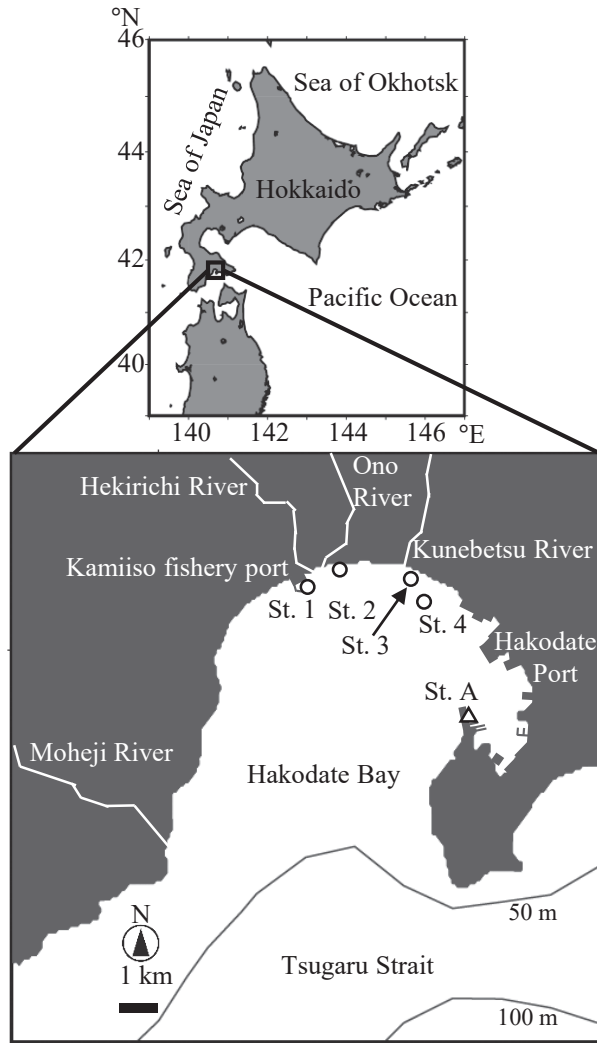 °N
46
Sea of Okhotsk
Sea of Japan
44
Hokkaido
42
Pacific Ocean
40
140 142 144 146 °E
Ono
River
Hekirichi River
Kunebetsu River
Kamiiso fishery port
St. 1 St. 2
St. 3
St. 4
Hakodate
Port
St. A
Moheji River
Hakodate Bay
N
1 km
50 m
Tsugaru Strait
100 m